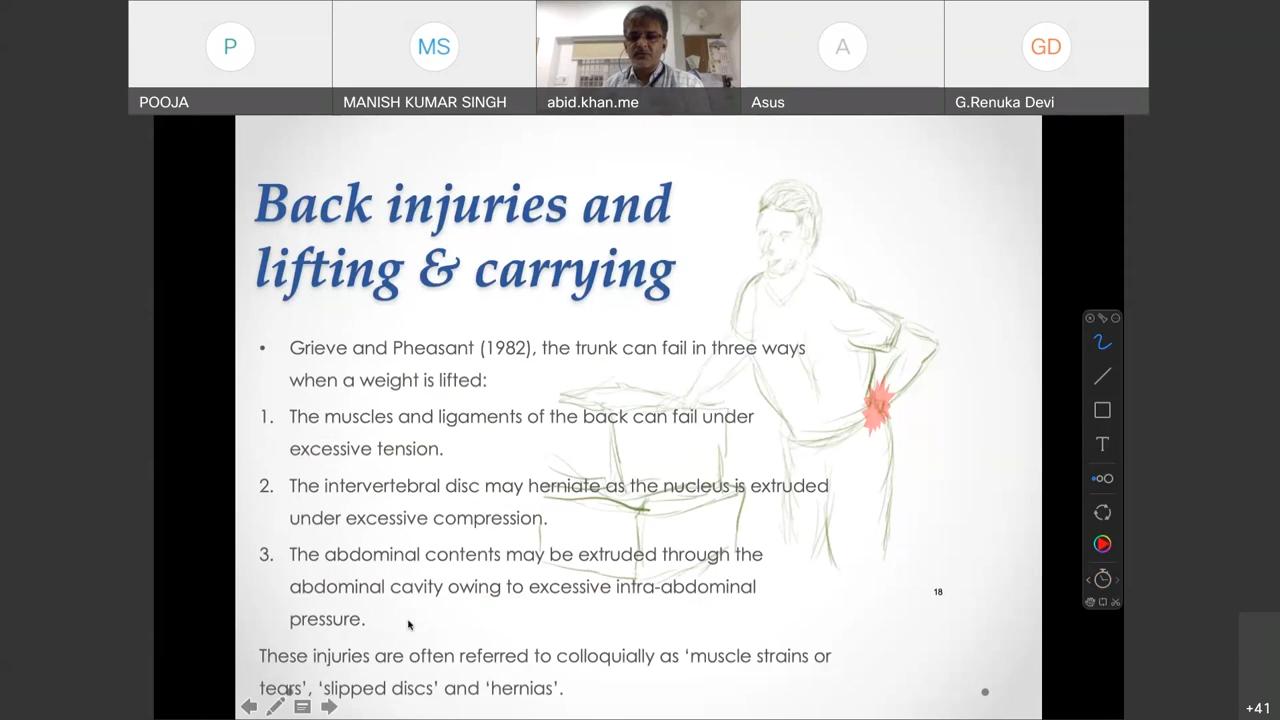 P
MS
A
GD
POOJA
MANISH KUMAR SINGH
abid.khan.me
Asus
G.Renuka Devi
Back injuries and
lifting & carrying
• Grieve and Pheasant (1982), the trunk can fail in three ways
when a weight is lifted:
1. The muscles and ligaments of the back can fail under
excessive tension.
2. The intervertebral disc may herniate as the nucleus is extruded
under excessive compression.
3. The abdominal contents may be extruded through the
abdominal cavity owing to excessive intra-abdominal
pressure.
18
These injuries are often referred to colloquially as ‘muscle strains or
tears’, ‘slipped discs’ and ‘hernias’.
T
+41